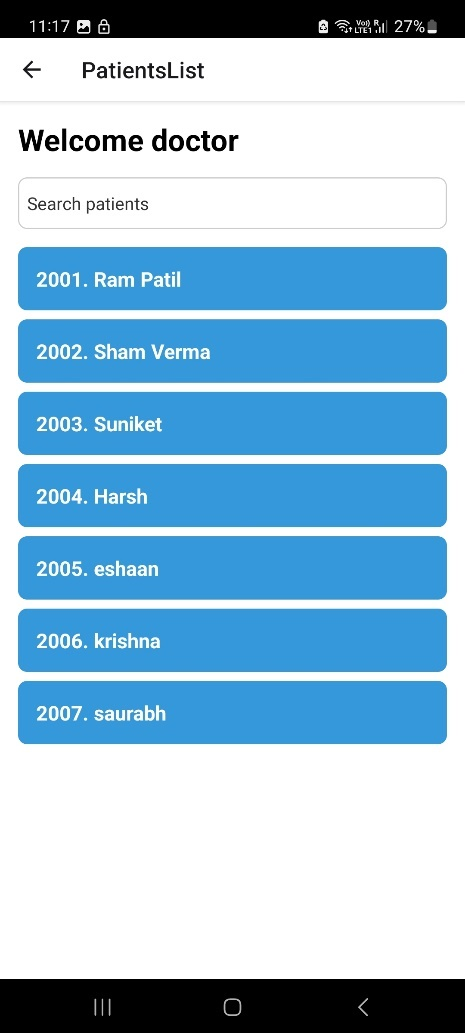 11:17 27%
PatientsList
Welcome doctor
Search patients
2001. Ram Patil
2002. Sham Verma
2003. Suniket
2004. Harsh
2005. eshaan
2006. krishna
2007. saurabh